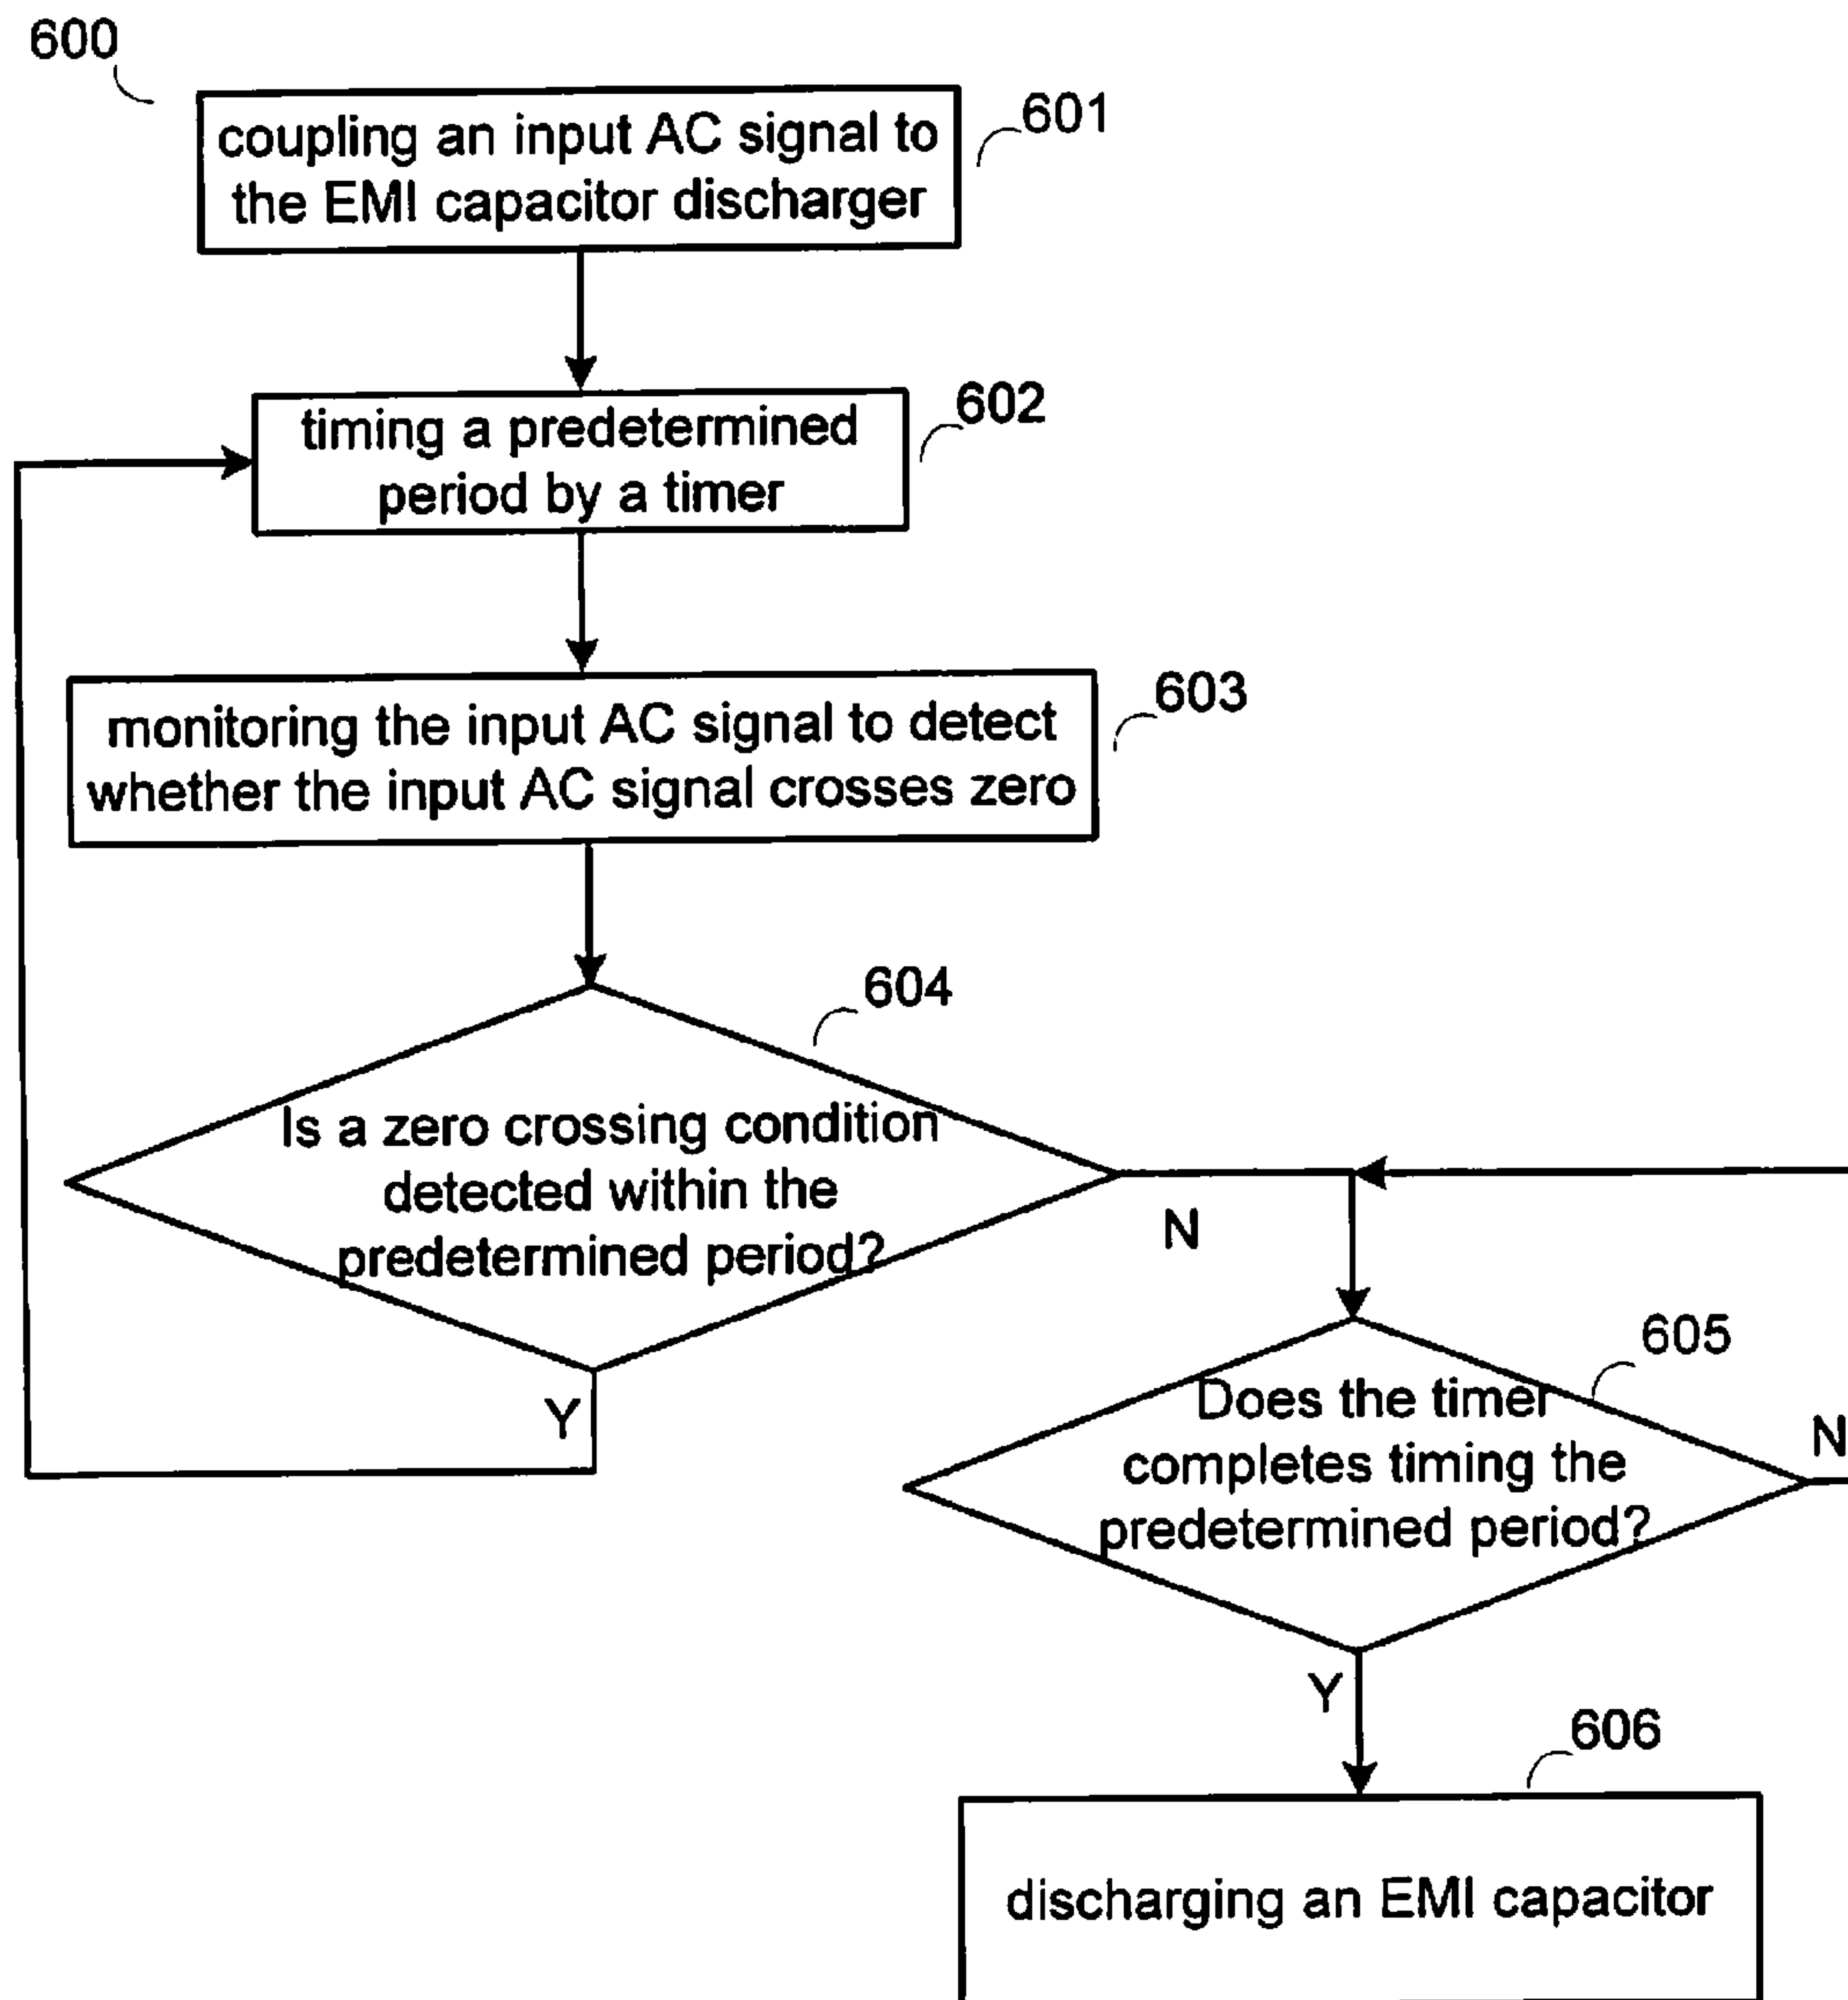 600
coupling an input AC signal to
the EMI capacitor discharger
601
timing a predetermined
period by a timer
602
monitoring the input AC signal to detect
whether the input AC signal crosses zero
603
604
Is a zero crossing condition
detected within the
predetermined period?
N
Y
605
Does the timer
completes timing the
predetermined period?
N
Y
606
discharging an EMI capacitor